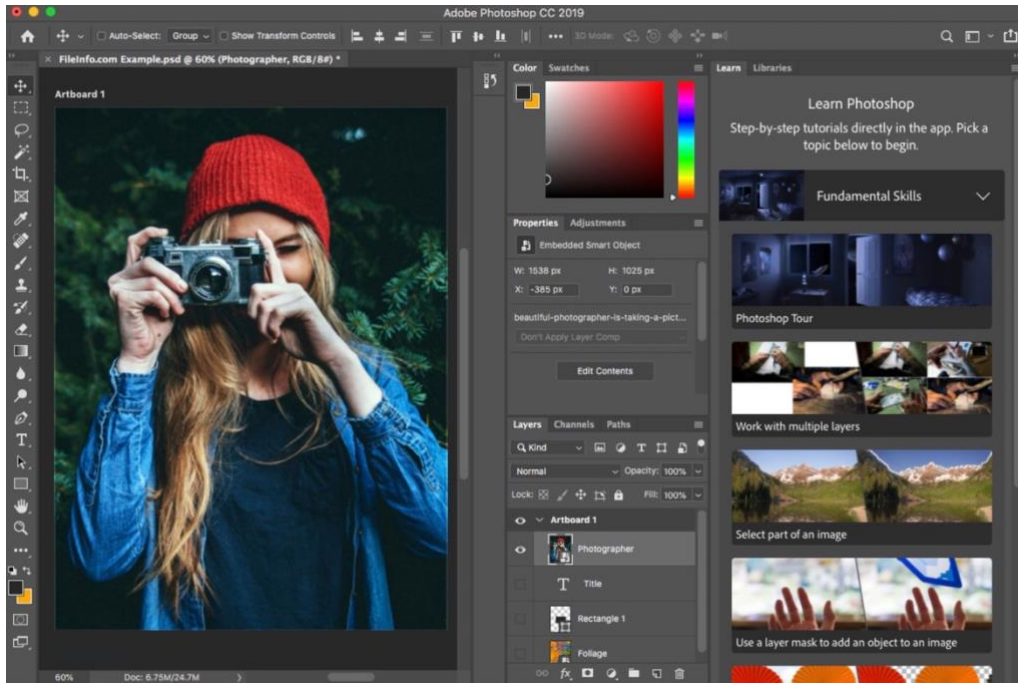 Adobe Photoshop CC 2019
Auto-Select: Group Show Transform Controls 3D Mode:
FileInfo.com Example.psd @ 60% (Photographer, RGB/8#) *
Artboard 1
60% Doc: 6.75M/24.7M
Color Swatches
Properties Adjustments
Embedded Smart Object
W: 1538 px H: 1025 px
X: -385 px Y: 0 px
beautiful-photographer-is-taking-a-pict...
Don't Apply Layer Comp
Edit Contents
Layers Channels Paths
Kind
Normal Opacity: 100%
Lock: Fill: 100%
Artboard 1
Photographer
Title
Rectangle 1
Foliage
Learn Libraries
Learn Photoshop
Step-by-step tutorials directly in the app. Pick a
topic below to begin.
Fundamental Skills
Photoshop Tour
Work with multiple layers
Select part of an image
Use a layer mask to add an object to an image